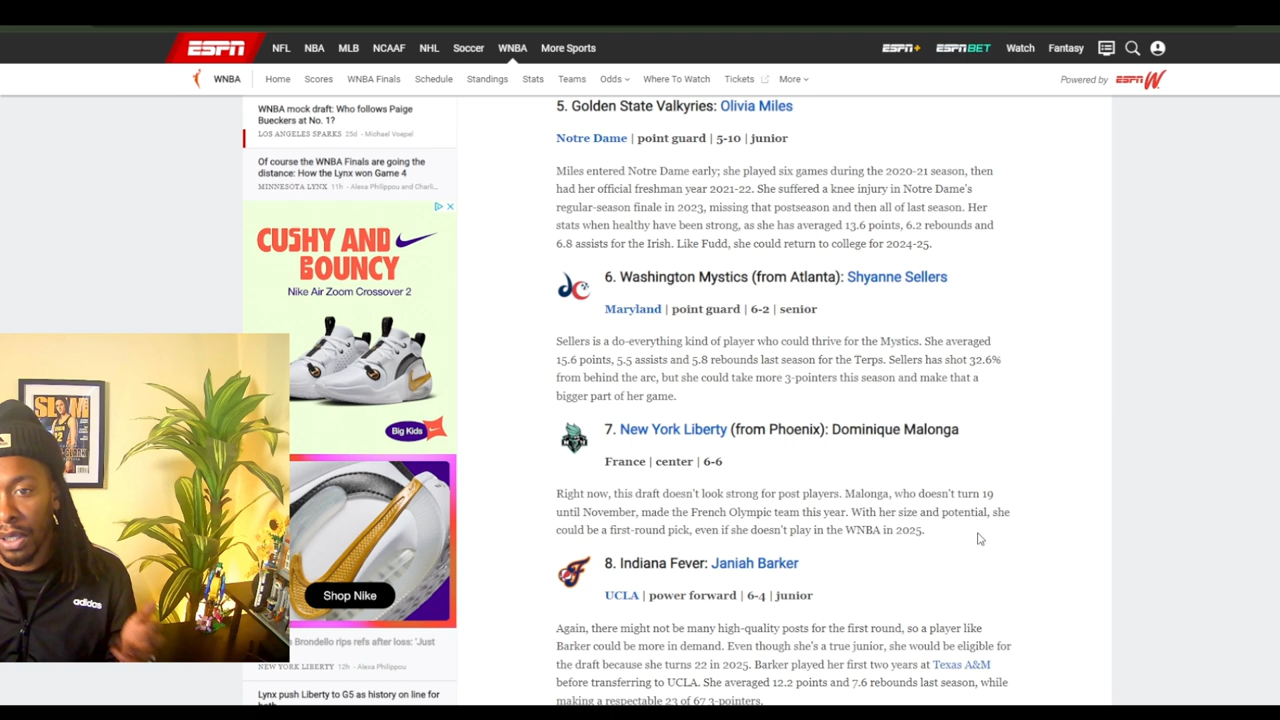 ESPN NFL NBA MLB NCAAF NHL Soccer WNBA More Sports ESPN+ ESPN BET Watch Fantasy
WNBA Home Scores WNBA Finals Schedule Standings Stats Teams Odds Where To Watch Tickets More Powered by ESPNW
WNBA mock draft: Who follows Paige
Bueckers at No. 1?
LOS ANGELES SPARKS 25d - Michael Voepel
Of course the WNBA Finals are going the
distance: How the Lynx won Game 4
MINNESOTA LYNX 11h - Alexa Philippou and Charli...
CUSHY AND
BOUNCY
Nike Air Zoom Crossover 2
Big Kids
Shop Nike
Brondello rips refs after loss: 'Just
NEW YORK LIBERTY 12h - Alexa Philippou
Lynx push Liberty to G5 as history on line for
both
SLAM
adidas
5. Golden State Valkyries: Olivia Miles
Notre Dame | point guard | 5-10 | junior
Miles entered Notre Dame early; she played six games during the 2020-21 season, then
had her official freshman year 2021-22. She suffered a knee injury in Notre Dame's
regular-season finale in 2023, missing that postseason and then all of last season. Her
stats when healthy have been strong, as she has averaged 13.6 points, 6.2 rebounds and
6.8 assists for the Irish. Like Fudd, she could return to college for 2024-25.
6. Washington Mystics (from Atlanta): Shyanne Sellers
Maryland | point guard | 6-2 | senior
Sellers is a do-everything kind of player who could thrive for the Mystics. She averaged
15.6 points, 5.5 assists and 5.8 rebounds last season for the Terps. Sellers has shot 32.6%
from behind the arc, but she could take more 3-pointers this season and make that a
bigger part of her game.
7. New York Liberty (from Phoenix): Dominique Malonga
France | center | 6-6
Right now, this draft doesn't look strong for post players. Malonga, who doesn't turn 19
until November, made the French Olympic team this year. With her size and potential, she
could be a first-round pick, even if she doesn't play in the WNBA in 2025.
8. Indiana Fever: Janiah Barker
UCLA | power forward | 6-4 | junior
Again, there might not be many high-quality posts for the first round, so a player like
Barker could be more in demand. Even though she's a true junior, she would be eligible for
the draft because she turns 22 in 2025. Barker played her first two years at Texas A&M
before transferring to UCLA. She averaged 12.2 points and 7.6 rebounds last season, while
making a respectable 23 of 67 3-pointers.